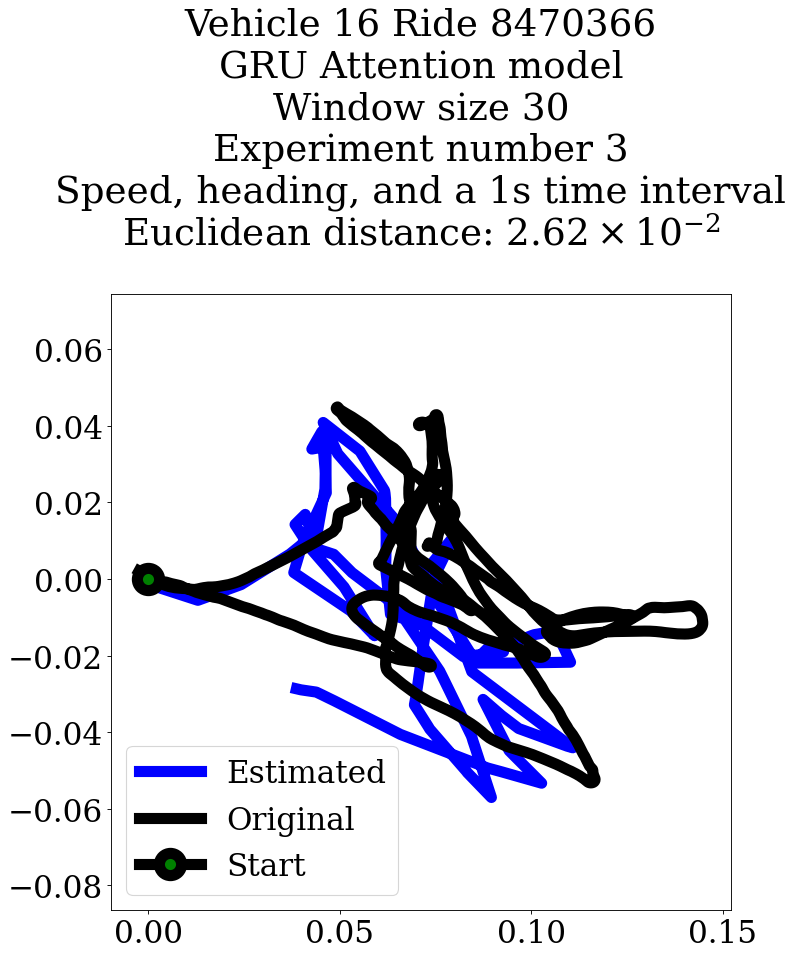 Vehicle 16 Ride 8470366
GRU Attention model
Window size 30
Experiment number 3
Speed, heading, and a 1s time interval
Euclidean distance: 2.62 × 10⁻²
0.06
0.04
0.02
0.00
−0.02
−0.04
−0.06
−0.08
Estimated
Original
Start
0.00 0.05 0.10 0.15